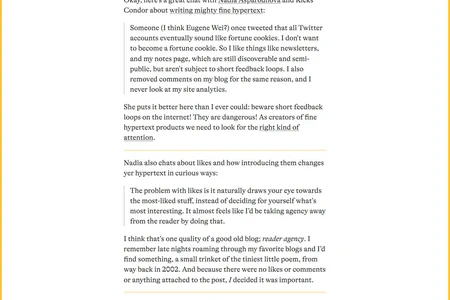 Okay, here's a great chat with Nadia Asparouhova and Kicks
Condor about writing mighty fine hypertext:
Someone (I think Eugene Wei?) once tweeted that all Twitter
accounts eventually sound like fortune cookies. I don't want
to become a fortune cookie. So I like things like newsletters,
and my notes page, which are still discoverable and semi-
public, but aren't subject to short feedback loops. I also
removed comments on my blog for the same reason, and I
never look at my site analytics.
She puts it better here than I ever could: beware short feedback
loops on the internet! They are dangerous! As creators of fine
hypertext products we need to look for the right kind of
attention.
Nadia also chats about likes and how introducing them changes
yer hypertext in curious ways:
The problem with likes is it naturally draws your eye towards
the most-liked stuff, instead of deciding for yourself what's
most interesting. It almost feels like I'd be taking agency away
from the reader by doing that.
I think that's one quality of a good old blog; reader agency. I
remember late nights roaming through my favorite blogs and I'd
find something, a small trinket of the tiniest little poem, from
way back in 2002. And because there were no likes or comments
or anything attached to the post, I decided it was important.